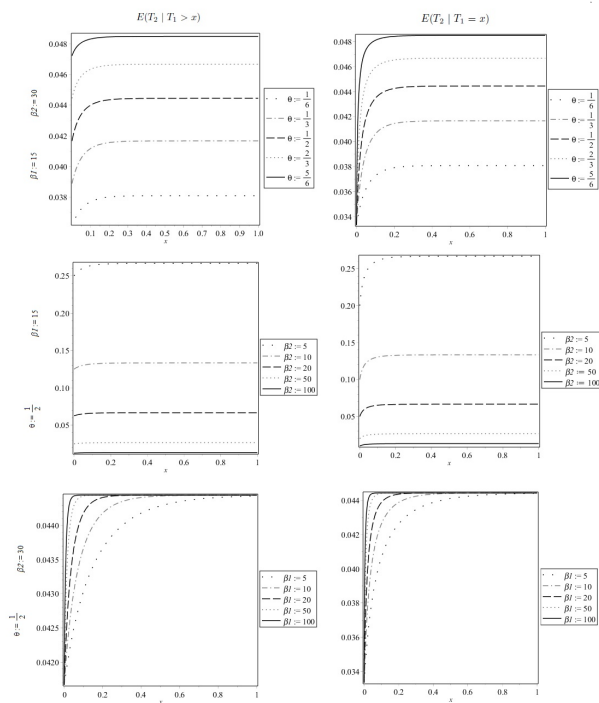 E(T₂ | T₁ > x)
E(T₂ | T₁ = x)
β1 := 15 β2 := 30
0.048
0.046
0.044
0.042
0.040
0.038
0.1 0.2 0.3 0.4 0.5 0.6 0.7 0.8 0.9 1.0
x
θ := 1/6
θ := 1/3
θ := 1/2
θ := 2/3
θ := 5/6
0.048
0.046
0.044
0.042
0.040
0.038
0.036
0.034
0 0.2 0.4 0.6 0.8 1
x
θ := 1/6
θ := 1/3
θ := 1/2
θ := 2/3
θ := 5/6
θ := 1/2 β1 := 15
0.25
0.20
0.15
0.10
0.05
0 0.2 0.4 0.6 0.8 1
x
β2 := 5
β2 := 10
β2 := 20
β2 := 50
β2 := 100
0.25
0.20
0.15
0.10
0.05
0 0.2 0.4 0.6 0.8 1
x
β2 := 5
β2 := 10
β2 := 20
β2 := 50
β2 := 100
θ := 1/2 β2 := 30
0.0440
0.0435
0.0430
0.0425
0.0420
0 0.2 0.4 0.6 0.8 1
x
β1 := 5
β1 := 10
β1 := 20
β1 := 50
β1 := 100
0.044
0.042
0.040
0.038
0.036
0.034
0 0.2 0.4 0.6 0.8 1
x
β1 := 5
β1 := 10
β1 := 20
β1 := 50
β1 := 100